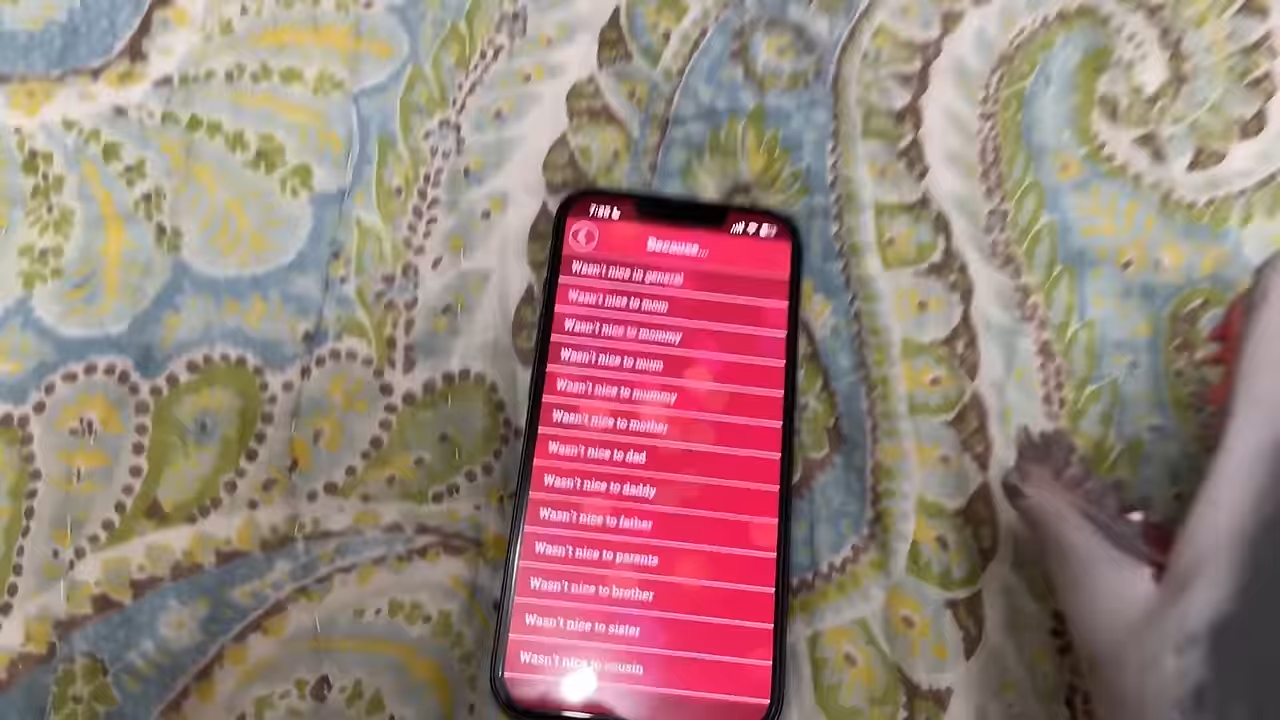 Because...
Wasn't nice in general
Wasn't nice to mom
Wasn't nice to mommy
Wasn't nice to mum
Wasn't nice to mummy
Wasn't nice to mother
Wasn't nice to dad
Wasn't nice to daddy
Wasn't nice to father
Wasn't nice to parents
Wasn't nice to brother
Wasn't nice to sister
Wasn't nice to cousin